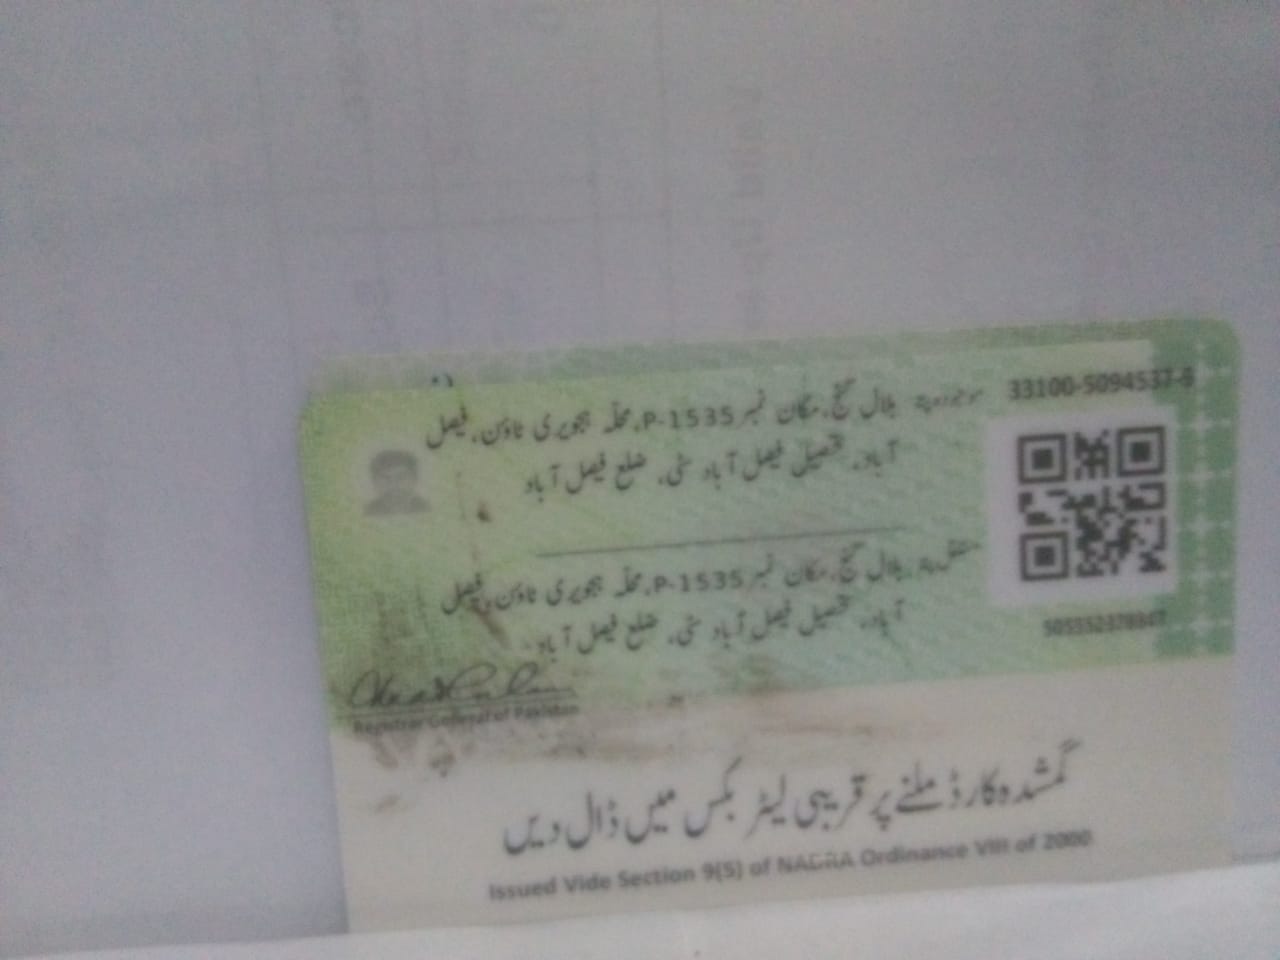 33100-5094537-6
موجودہ پتہ بلال گنج، مکان نمبر P-1535، محلہ ہجویری ٹاؤن، فیصل
آباد، تحصیل فیصل آباد سٹی، ضلع فیصل آباد
مستقل پتہ بلال گنج، مکان نمبر P-1535، محلہ ہجویری ٹاؤن، فیصل
آباد، تحصیل فیصل آباد سٹی، ضلع فیصل آباد
Registrar General of Pakistan
گمشدہ کارڈ ملنے پر قریبی لیٹر بکس میں ڈال دیں
Issued Vide Section 9(5) of NADRA Ordinance VIII of 2000